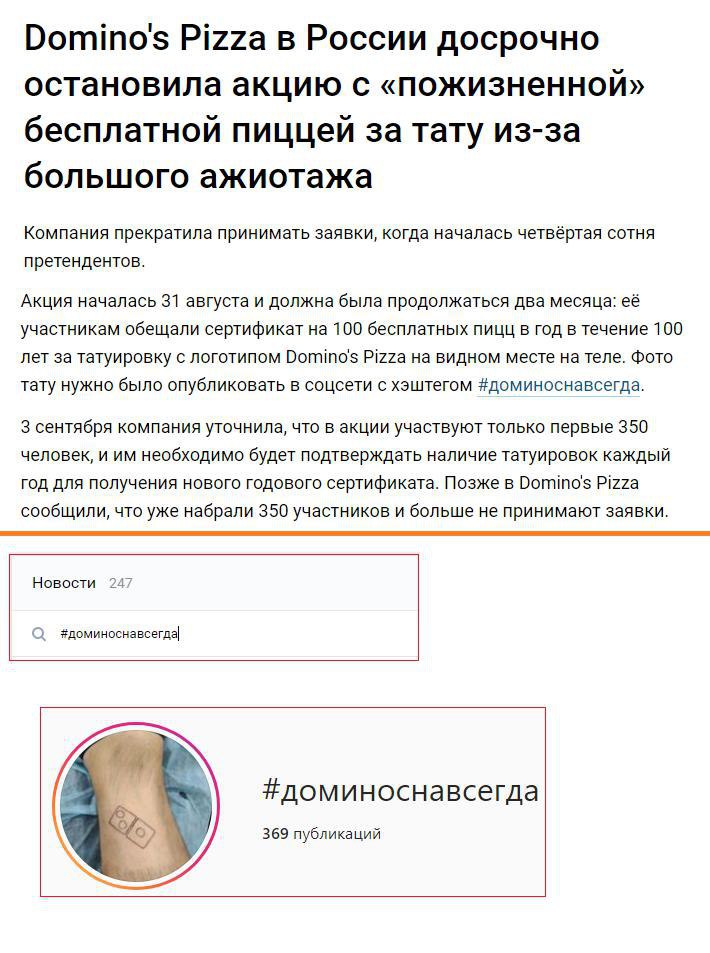 Domino's Pizza в России досрочно
остановила акцию с «пожизненной»
бесплатной пиццей за тату из-за
большого ажиотажа
Компания прекратила принимать заявки, когда началась четвёртая сотня
претендентов.
Акция началась 31 августа и должна была продолжаться два месяца: её
участникам обещали сертификат на 100 бесплатных пицц в год в течение 100
лет за татуировку с логотипом Domino's Pizza на видном месте на теле. Фото
тату нужно было опубликовать в соцсети с хэштегом #доминоснавсегда.
3 сентября компания уточнила, что в акции участвуют только первые 350
человек, и им необходимо будет подтверждать наличие татуировок каждый
год для получения нового годового сертификата. Позже в Domino's Pizza
сообщили, что уже набрали 350 участников и больше не принимают заявки.
Новости 247
#доминоснавсегда
#доминоснавсегда
369 публикаций